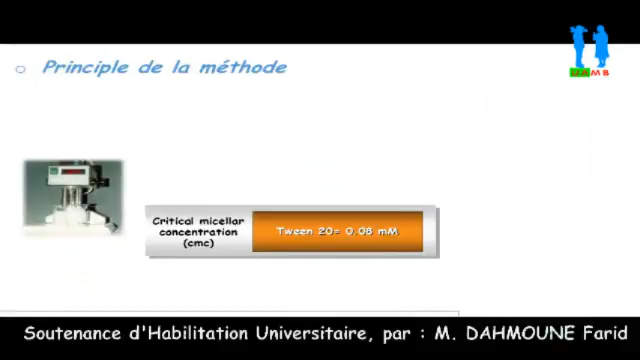 Principle de la méthode
UAMB
Critical micellar
concentration
(cmc)
Tween 20= 0.08 mM
Soutenance d'Habilitation Universitaire, par : M. DAHMOUNE Farid